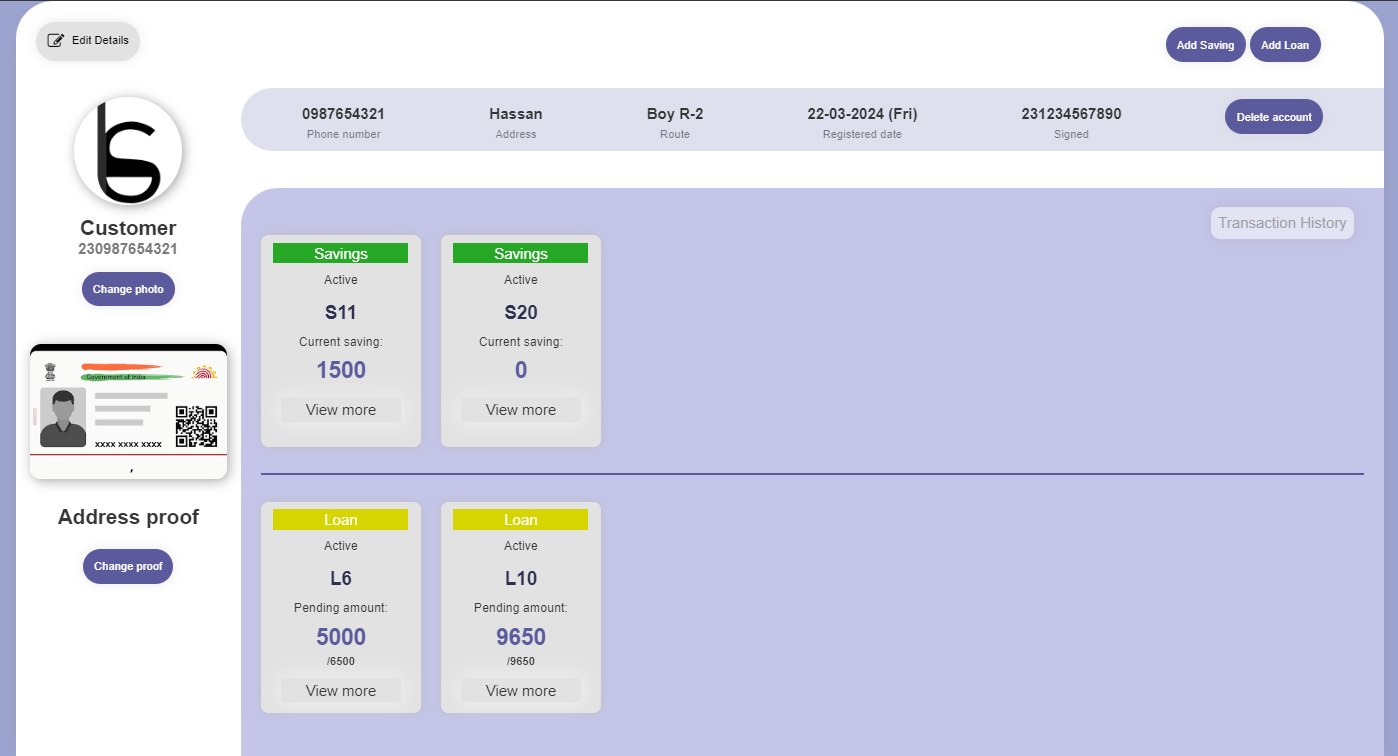 Edit Details
Add Saving Add Loan
0987654321 Hassan Boy R-2 22-03-2024 (Fri) 231234567890
Phone number Address Route Registered date Signed
Delete account
Customer
230987654321
Change photo
Government of India
XXXX XXXX XXXX
,
Address proof
Change proof
Transaction History
Savings Savings
Active Active
S11 S20
Current saving: Current saving:
1500 0
View more View more
Loan Loan
Active Active
L6 L10
Pending amount: Pending amount:
5000 9650
/6500 /9650
View more View more